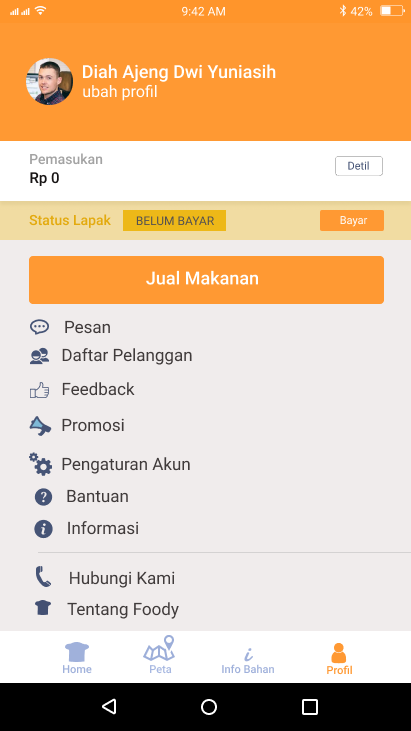 9:42 AM 42%
Diah Ajeng Dwi Yuniasih
ubah profil
Pemasukan
Rp 0
Detil
Status Lapak BELUM BAYAR Bayar
Jual Makanan
Pesan
Daftar Pelanggan
Feedback
Promosi
Pengaturan Akun
Bantuan
Informasi
Hubungi Kami
Tentang Foody
Home Peta Info Bahan Profil